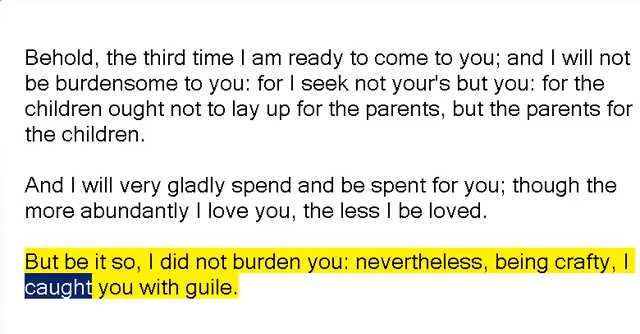 Behold, the third time I am ready to come to you; and I will not
be burdensome to you: for I seek not your's but you: for the
children ought not to lay up for the parents, but the parents for
the children.
And I will very gladly spend and be spent for you; though the
more abundantly I love you, the less I be loved.
But be it so, I did not burden you: nevertheless, being crafty, I
caught you with guile.